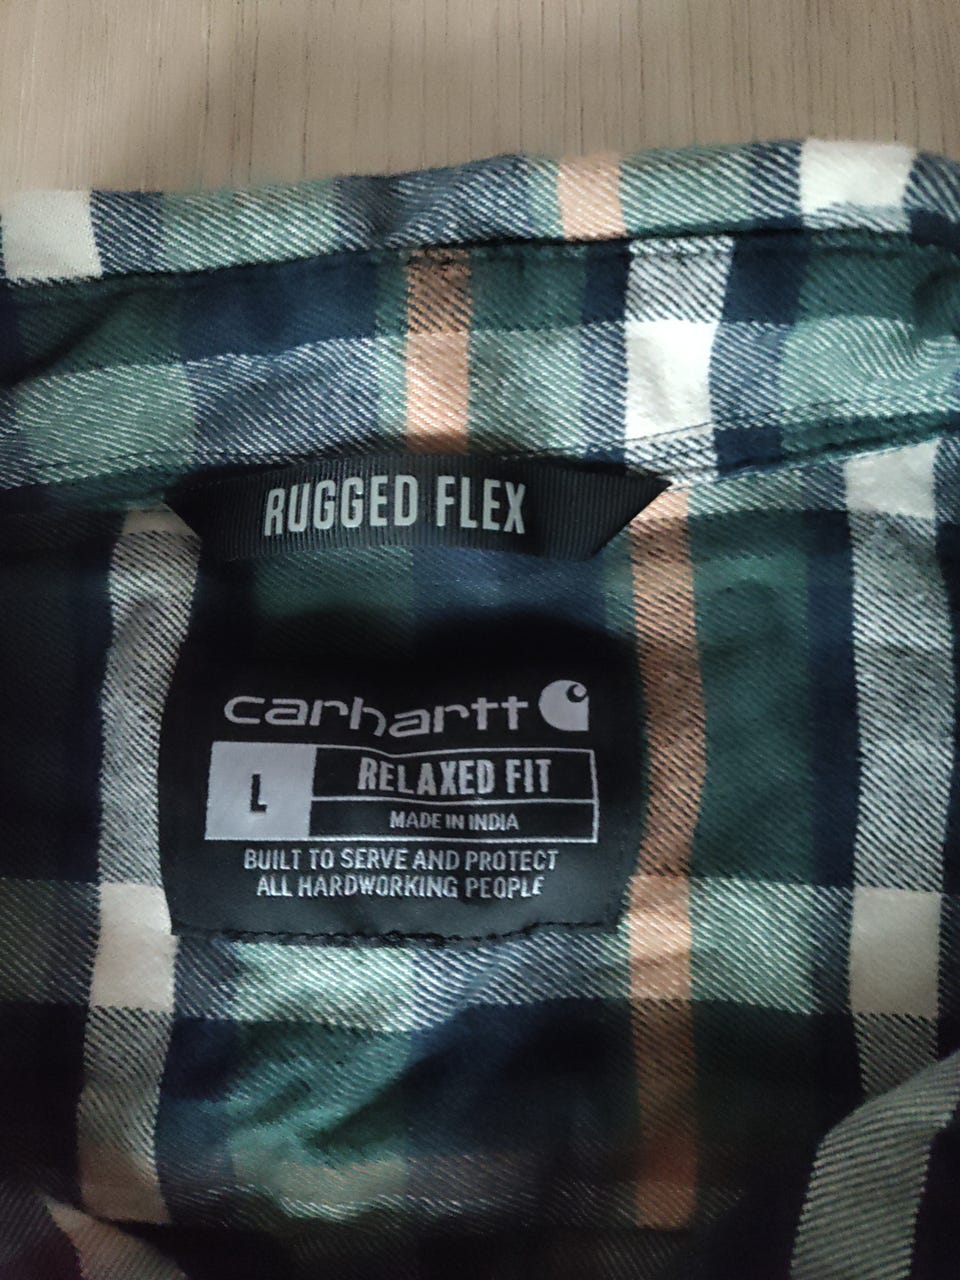 RUGGED FLEX
carhartt
L
RELAXED FIT
MADE IN INDIA
BUILT TO SERVE AND PROTECT
ALL HARDWORKING PEOPLE